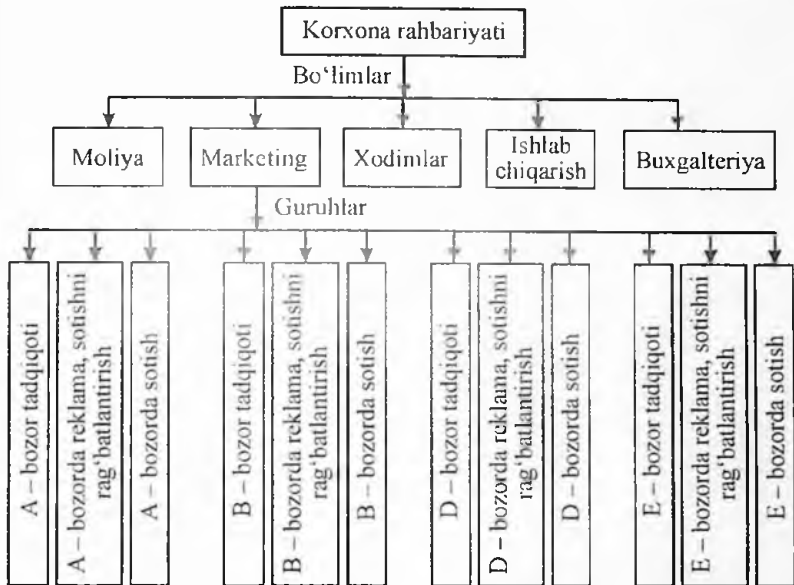 Korxona rahbariyati
Bo‘limlar
Moliya
Marketing
Xodimlar
Ishlab
chiqarish
Buxgalteriya
Guruhlar
A – bozor tadqiqoti
A – bozorda reklama, sotishni
rag‘batlantirish
A – bozorda sotish
B – bozor tadqiqoti
B – bozorda reklama, sotishni
rag‘batlantirish
B – bozorda sotish
D – bozor tadqiqoti
D – bozorda reklama, sotishni
rag‘batlantirish
D – bozorda sotish
E – bozor tadqiqoti
E – bozorda reklama, sotishni
rag‘batlantirish
E – bozorda sotish